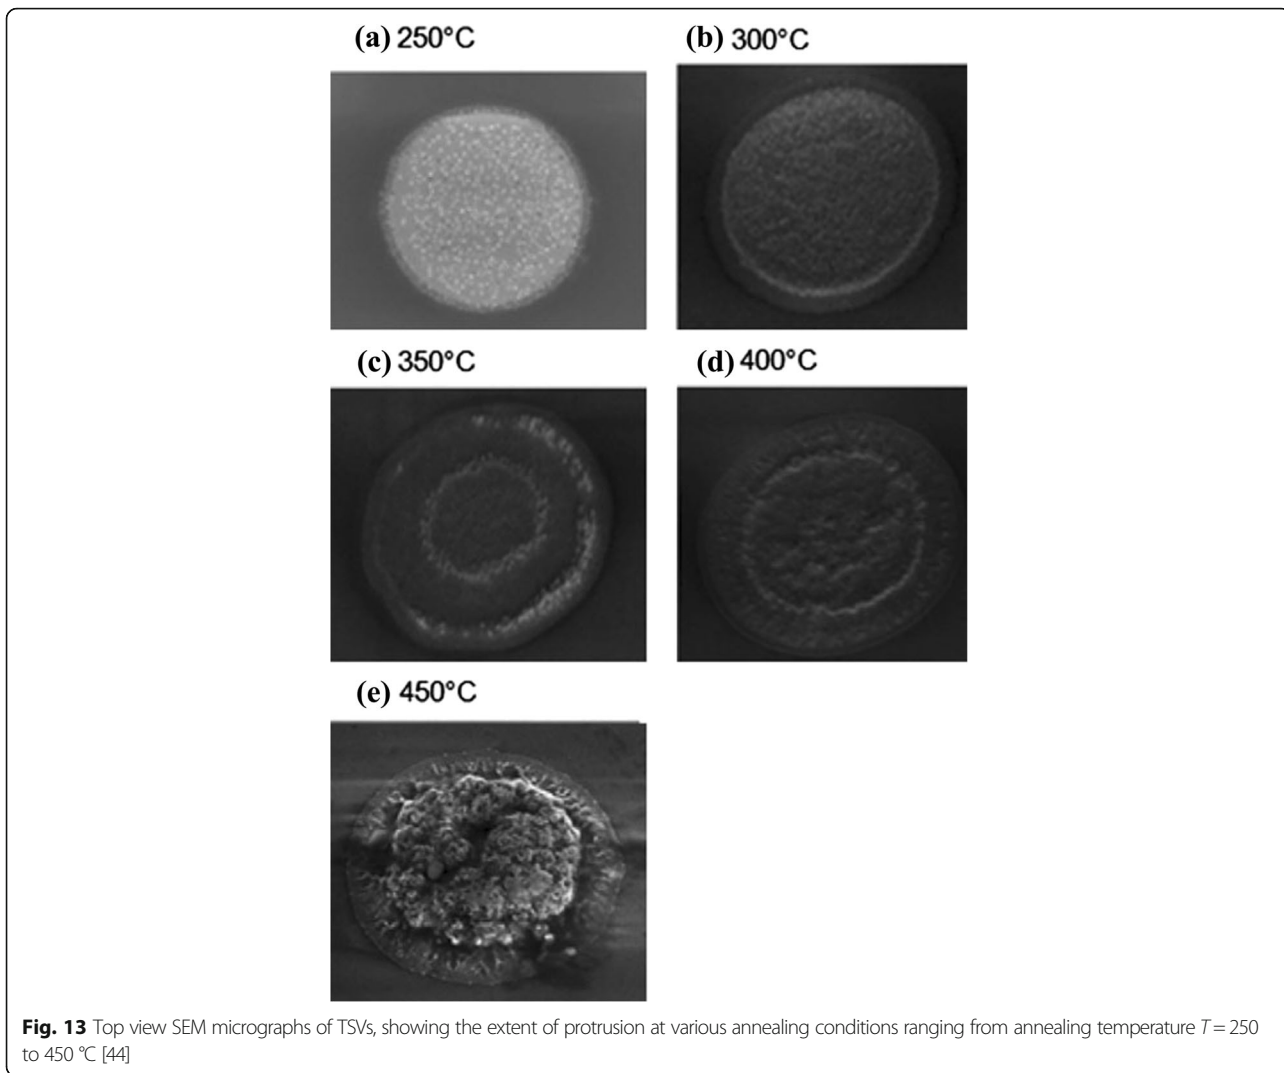 (a) 250°C
(b) 300°C
(c) 350°C
(d) 400°C
(e) 450°C
Fig. 13 Top view SEM micrographs of TSVs, showing the extent of protrusion at various annealing conditions ranging from annealing temperature T = 250
to 450 °C [44]